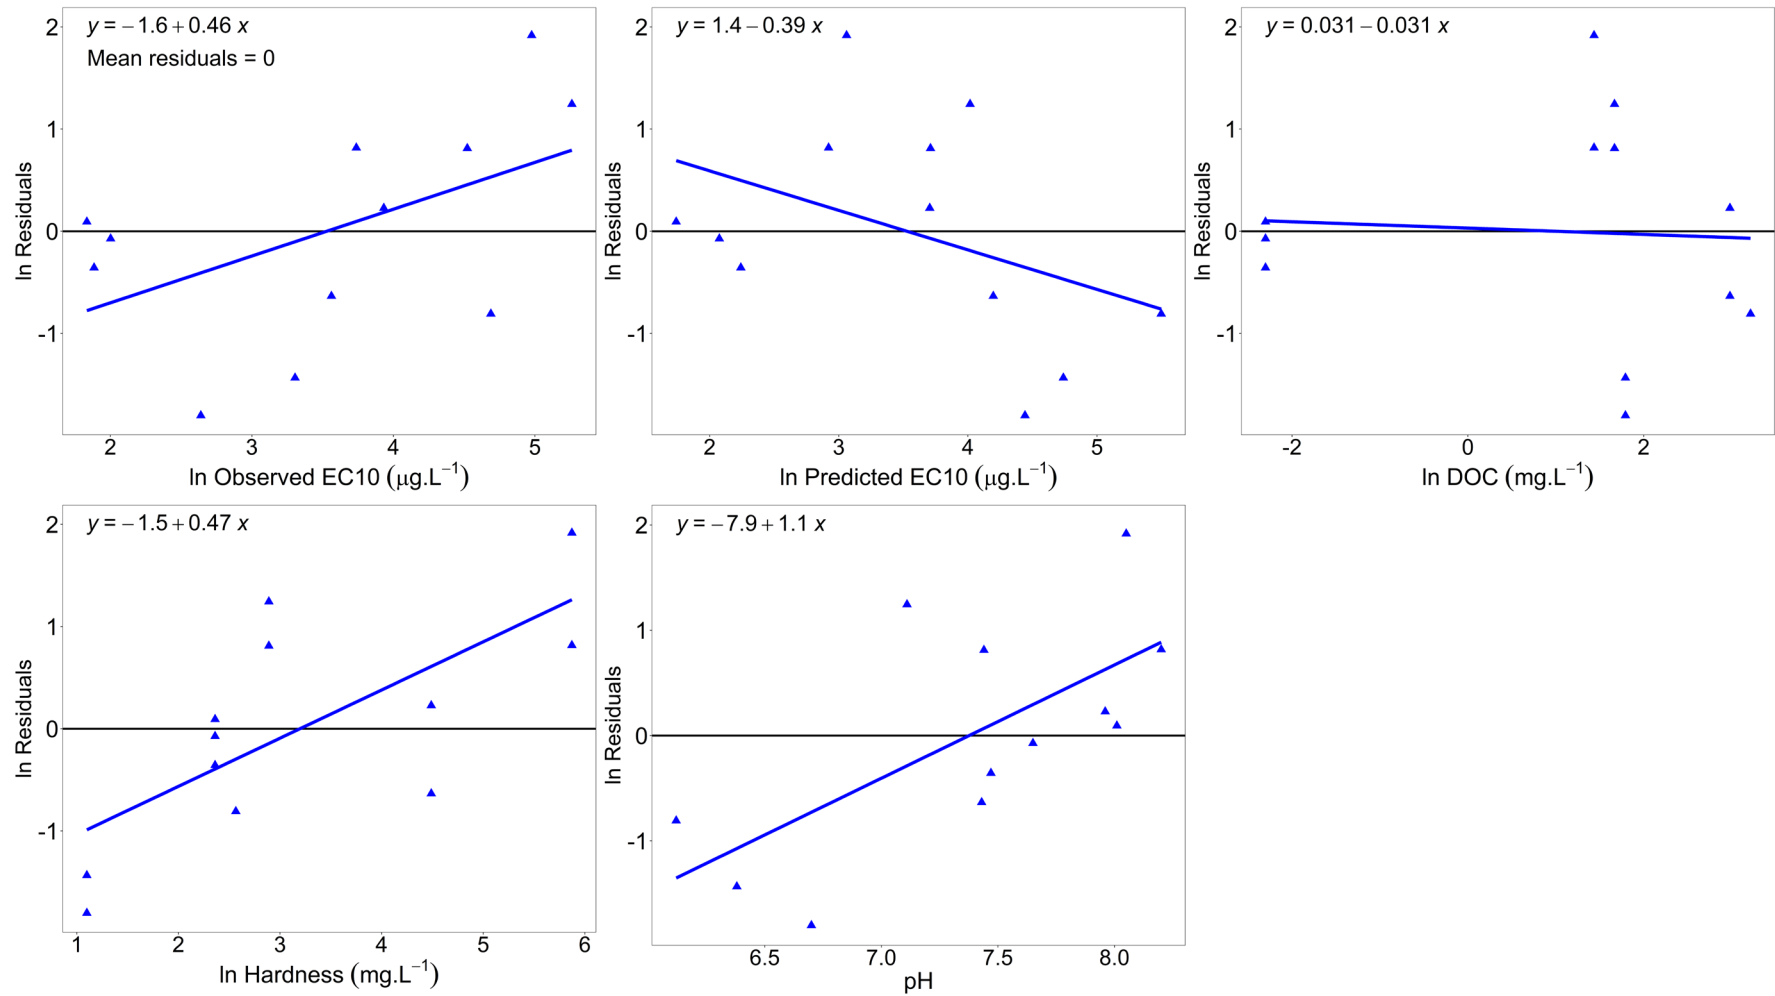 y = −1.6 + 0.46 x
Mean residuals = 0
2
1
0
-1
ln Residuals
2
3
4
5
ln Observed EC10 (μg.L⁻¹)
y = 1.4 − 0.39 x
2
1
0
-1
ln Residuals
2
3
4
5
ln Predicted EC10 (μg.L⁻¹)
y = 0.031 − 0.031 x
2
1
0
-1
ln Residuals
-2
0
2
ln DOC (mg.L⁻¹)
y = −1.5 + 0.47 x
2
1
0
-1
ln Residuals
1
2
3
4
5
6
ln Hardness (mg.L⁻¹)
y = −7.9 + 1.1 x
2
1
0
-1
ln Residuals
6.5
7.0
7.5
8.0
pH